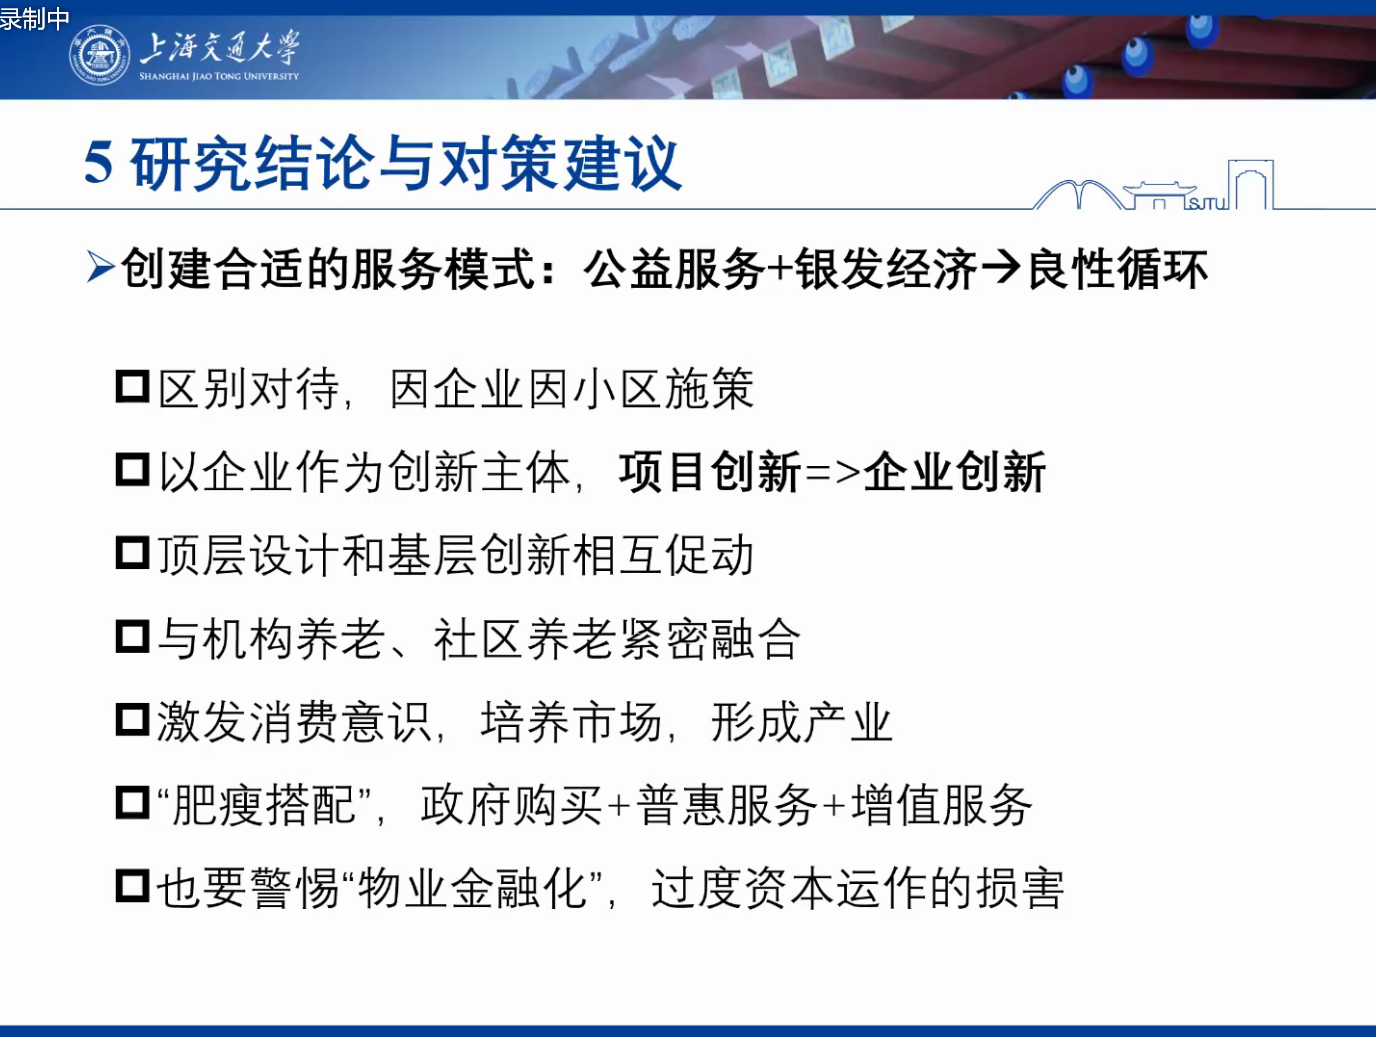 录制中
上海交通大学
SHANGHAI JIAO TONG UNIVERSITY
5 研究结论与对策建议
SJTU
创建合适的服务模式：公益服务+银发经济→良性循环
区别对待，因企业因小区施策
以企业作为创新主体，项目创新=>企业创新
顶层设计和基层创新相互促动
与机构养老、社区养老紧密融合
激发消费意识，培养市场，形成产业
“肥瘦搭配”，政府购买+普惠服务+增值服务
也要警惕“物业金融化”，过度资本运作的损害